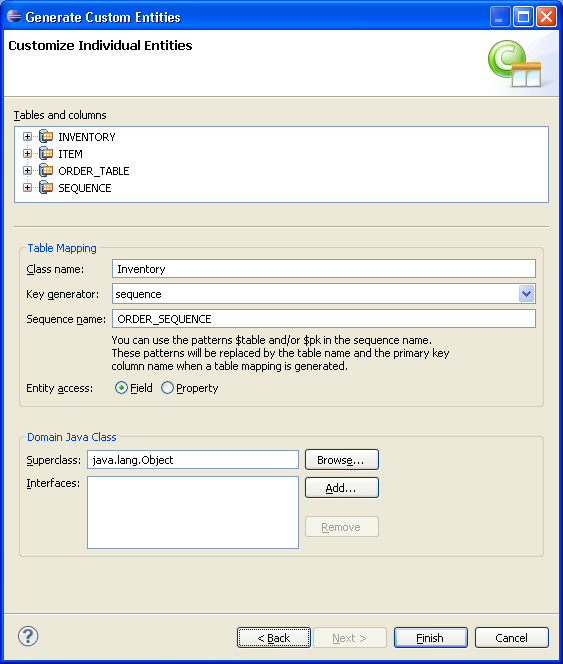 Generate Custom Entities
Customize Individual Entities
Tables and columns
INVENTORY
ITEM
ORDER_TABLE
SEQUENCE
Table Mapping
Class name: Inventory
Key generator: sequence
Sequence name: ORDER_SEQUENCE
You can use the patterns $table and/or $pk in the sequence name.
These patterns will be replaced by the table name and the primary key
column name when a table mapping is generated.
Entity access: Field Property
Domain Java Class
Superclass: java.lang.Object Browse...
Interfaces: Add...
Remove
? < Back Next > Finish Cancel